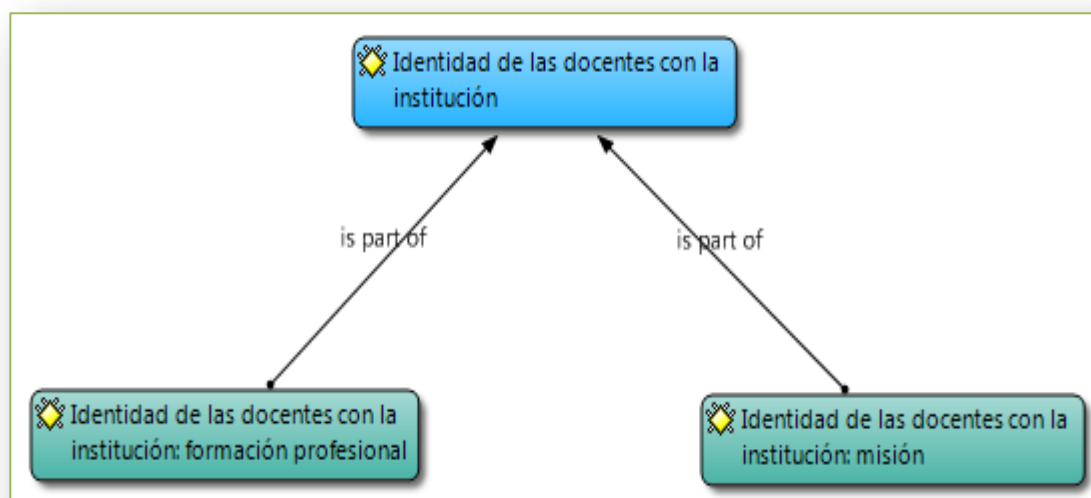 Identidad de las docentes con la
institución
is part of
is part of
Identidad de las docentes con la
institución: formación profesional
Identidad de las docentes con la
institución: misión